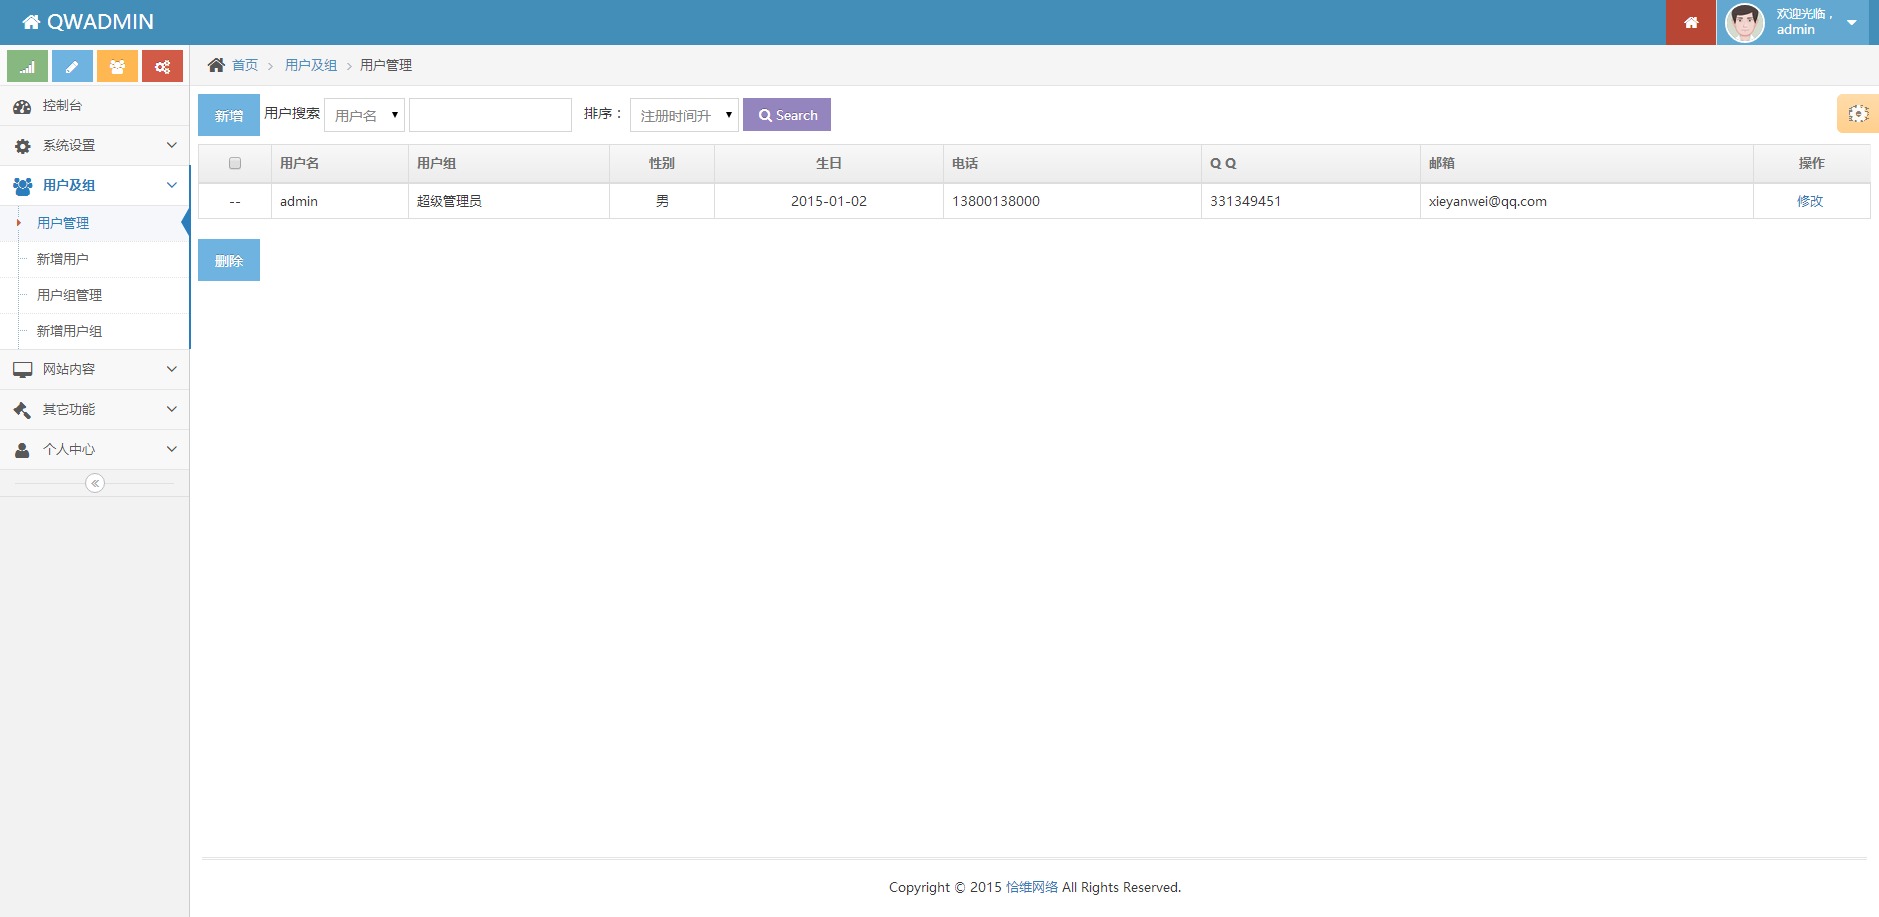 QWADMIN
欢迎光临，
admin
首页 > 用户及组 > 用户管理
控制台
系统设置
用户及组
用户管理
新增用户
用户组管理
新增用户组
网站内容
其它功能
个人中心
新增 用户搜索 用户名 排序： 注册时间升 Search
用户名 用户组 性别 生日 电话 Q Q 邮箱 操作
-- admin 超级管理员 男 2015-01-02 13800138000 331349451 xieyanwei@qq.com 修改
删除
Copyright © 2015 恰维网络 All Rights Reserved.